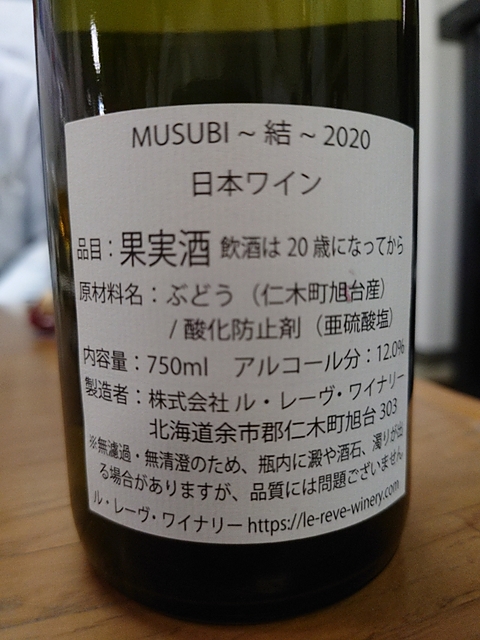 MUSUBI ~ 結 ~ 2020
日本ワイン
品目：果実酒 飲酒は20歳になってから
原材料名：ぶどう（仁木町旭台産）
/ 酸化防止剤（亜硫酸塩）
内容量：750ml アルコール分：12.0%
製造者：株式会社ル・レーヴ・ワイナリー
北海道余市郡仁木町旭台303
※無濾過・無清澄のため、瓶内に澱や酒石、濁りが出
る場合がありますが、品質には問題ございません。
ル・レーヴ・ワイナリー https://le-reve-winery.com